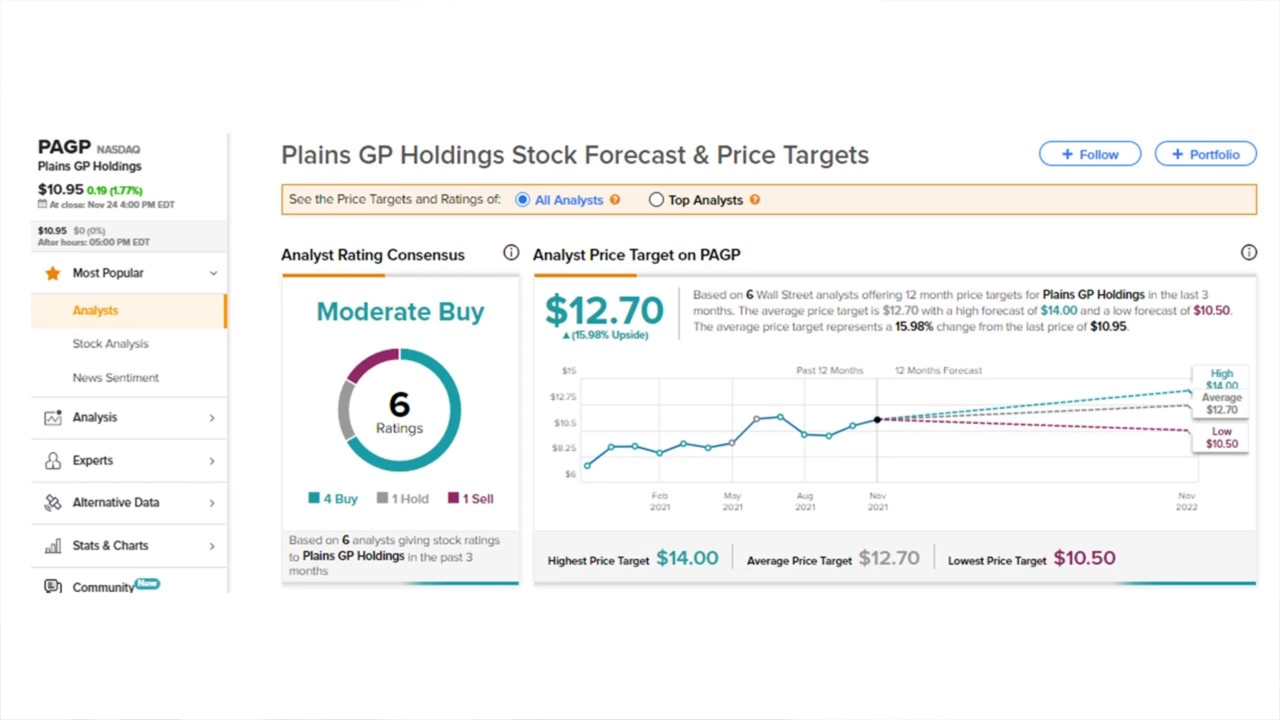 PAGP NASDAQ
Plains GP Holdings
$10.95 0.19 (1.77%)
At close: Nov 24 4:00 PM EDT
$10.95 $0 (0%)
After hours: 05:00 PM EDT
Most Popular
Analysts
Stock Analysis
News Sentiment
Analysis
Experts
Alternative Data
Stats & Charts
Community New
Plains GP Holdings Stock Forecast & Price Targets
+ Follow
+ Portfolio
See the Price Targets and Ratings of: All Analysts ? Top Analysts ?
Analyst Rating Consensus
Moderate Buy
6
Ratings
4 Buy 1 Hold 1 Sell
Based on 6 analysts giving stock ratings
to Plains GP Holdings in the past 3
months
Analyst Price Target on PAGP
$12.70
▲(15.98% Upside)
Based on 6 Wall Street analysts offering 12 month price targets for Plains GP Holdings in the last 3
months. The average price target is $12.70 with a high forecast of $14.00 and a low forecast of $10.50.
The average price target represents a 15.98% change from the last price of $10.95.
Past 12 Months 12 Months Forecast
$15
$12.75
$10.5
$8.25
$6
High
$14.00
Average
$12.70
Low
$10.50
Feb
2021
May
2021
Aug
2021
Nov
2021
Nov
2022
Highest Price Target $14.00
Average Price Target $12.70
Lowest Price Target $10.50